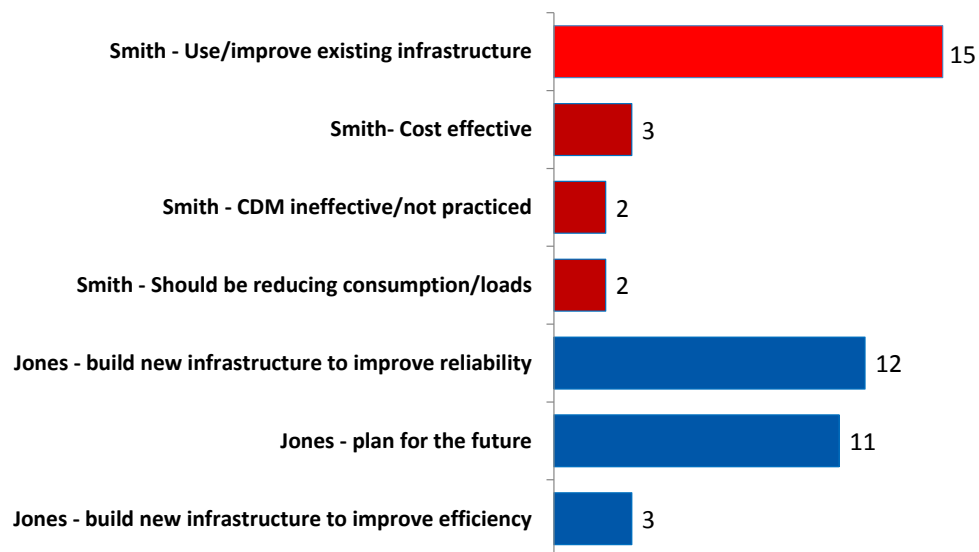 Smith - Use/improve existing infrastructure 15
Smith- Cost effective 3
Smith - CDM ineffective/not practiced 2
Smith - Should be reducing consumption/loads 2
Jones - build new infrastructure to improve reliability 12
Jones - plan for the future 11
Jones - build new infrastructure to improve efficiency 3